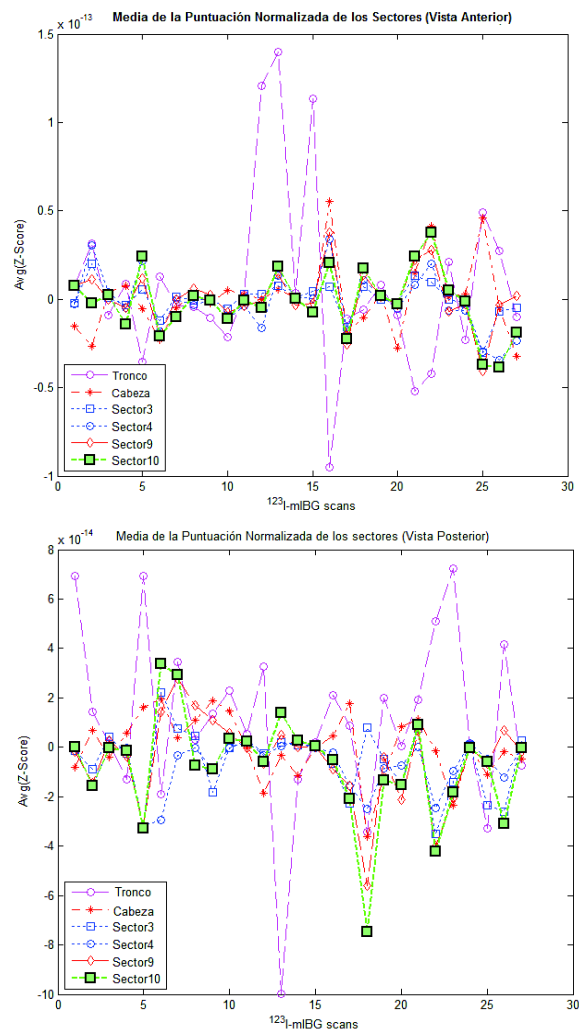 Media de la Puntuación Normalizada de los Sectores (Vista Anterior)
x 10^-13
1.5
1
0.5
0
-0.5
-1
Avg(Z-Score)
Tronco
Cabeza
Sector3
Sector4
Sector9
Sector10
0 5 10 15 20 25 30
^123I-mIBG scans
Media de la Puntuación Normalizada de los sectores (Vista Posterior)
x 10^-14
8
6
4
2
0
-2
-4
-6
-8
-10
Avg(Z-Score)
Tronco
Cabeza
Sector3
Sector4
Sector9
Sector10
0 5 10 15 20 25 30
^123I-mIBG scans